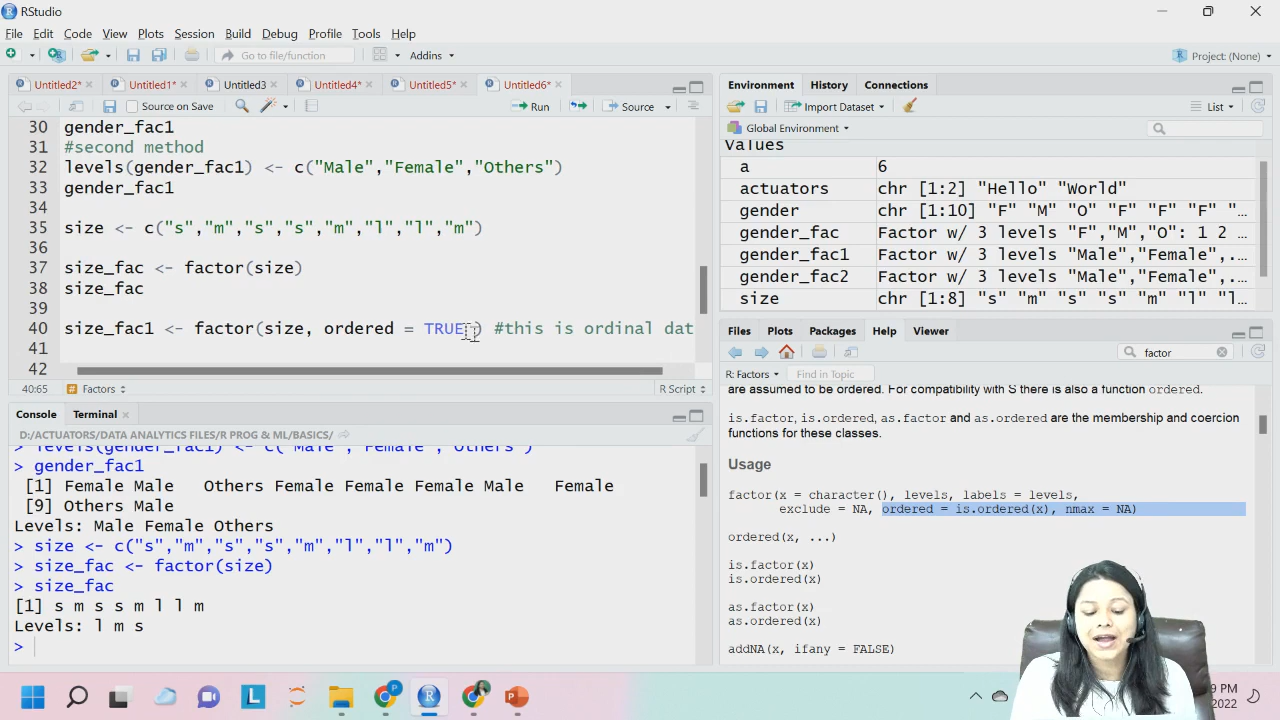 RStudio
File Edit Code View Plots Session Build Debug Profile Tools Help
Go to file/function Addins Project (None)
Untitled2* Untitled1* Untitled3 Untitled4* Untitled5* Untitled6*
Source on Save Run Source
30 gender_fac1
31 #second method
32 levels(gender_fac1) <- c("Male","Female","Others")
33 gender_fac1
34
35 size <- c("s","m","s","s","m","l","l","m")
36
37 size_fac <- factor(size)
38 size_fac
39
40 size_fac1 <- factor(size, ordered = TRUE ) #this is ordinal dat
41
42
40:65 Factors R Script
Console Terminal
D:/ACTUATORS/DATA ANALYTICS FILES/R PROG & ML/BASICS/
> levels(gender_fac1) <- c("Male","Female","Others")
> gender_fac1
[1] Female Male Others Female Female Female Male Female
[9] Others Male
Levels: Male Female Others
> size <- c("s","m","s","s","m","l","l","m")
> size_fac <- factor(size)
> size_fac
[1] s m s s m l l m
Levels: l m s
>
Environment History Connections
Import Dataset List
Global Environment
Values
a 6
actuators chr [1:2] "Hello" "World"
gender chr [1:10] "F" "M" "O" "F" "F" "F" "…
gender_fac Factor w/ 3 levels "F","M","O": 1 2 …
gender_fac1 Factor w/ 3 levels "Male","Female",.…
gender_fac2 Factor w/ 3 levels "Male","Female",.…
size chr [1:8] "s" "m" "s" "s" "m" "l" "l"…
Files Plots Packages Help Viewer
factor
R: Factors Find in Topic
are assumed to be ordered. For compatibility with S there is also a function ordered.
is.factor, is.ordered, as.factor and as.ordered are the membership and coercion
functions for these classes.
Usage
factor(x = character(), levels, labels = levels,
exclude = NA, ordered = is.ordered(x), nmax = NA)
ordered(x, ...)
is.factor(x)
is.ordered(x)
as.factor(x)
as.ordered(x)
addNA(x, ifany = FALSE)
L P
9 PM
2022